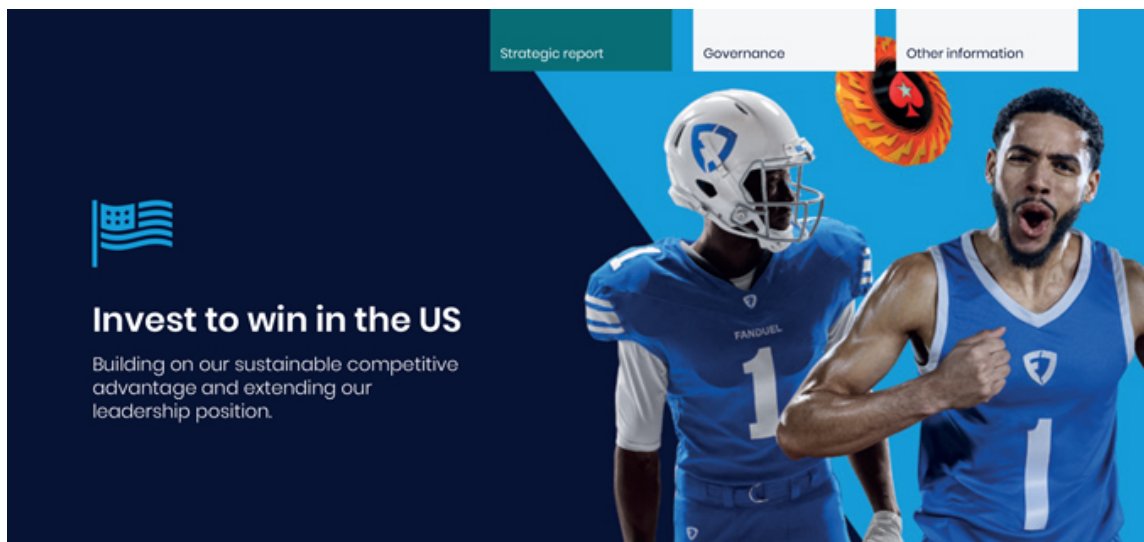 Strategic report
Governance
Other information
Invest to win in the US
Building on our sustainable competitive
advantage and extending our
leadership position.
1
FANDUEL
1
1